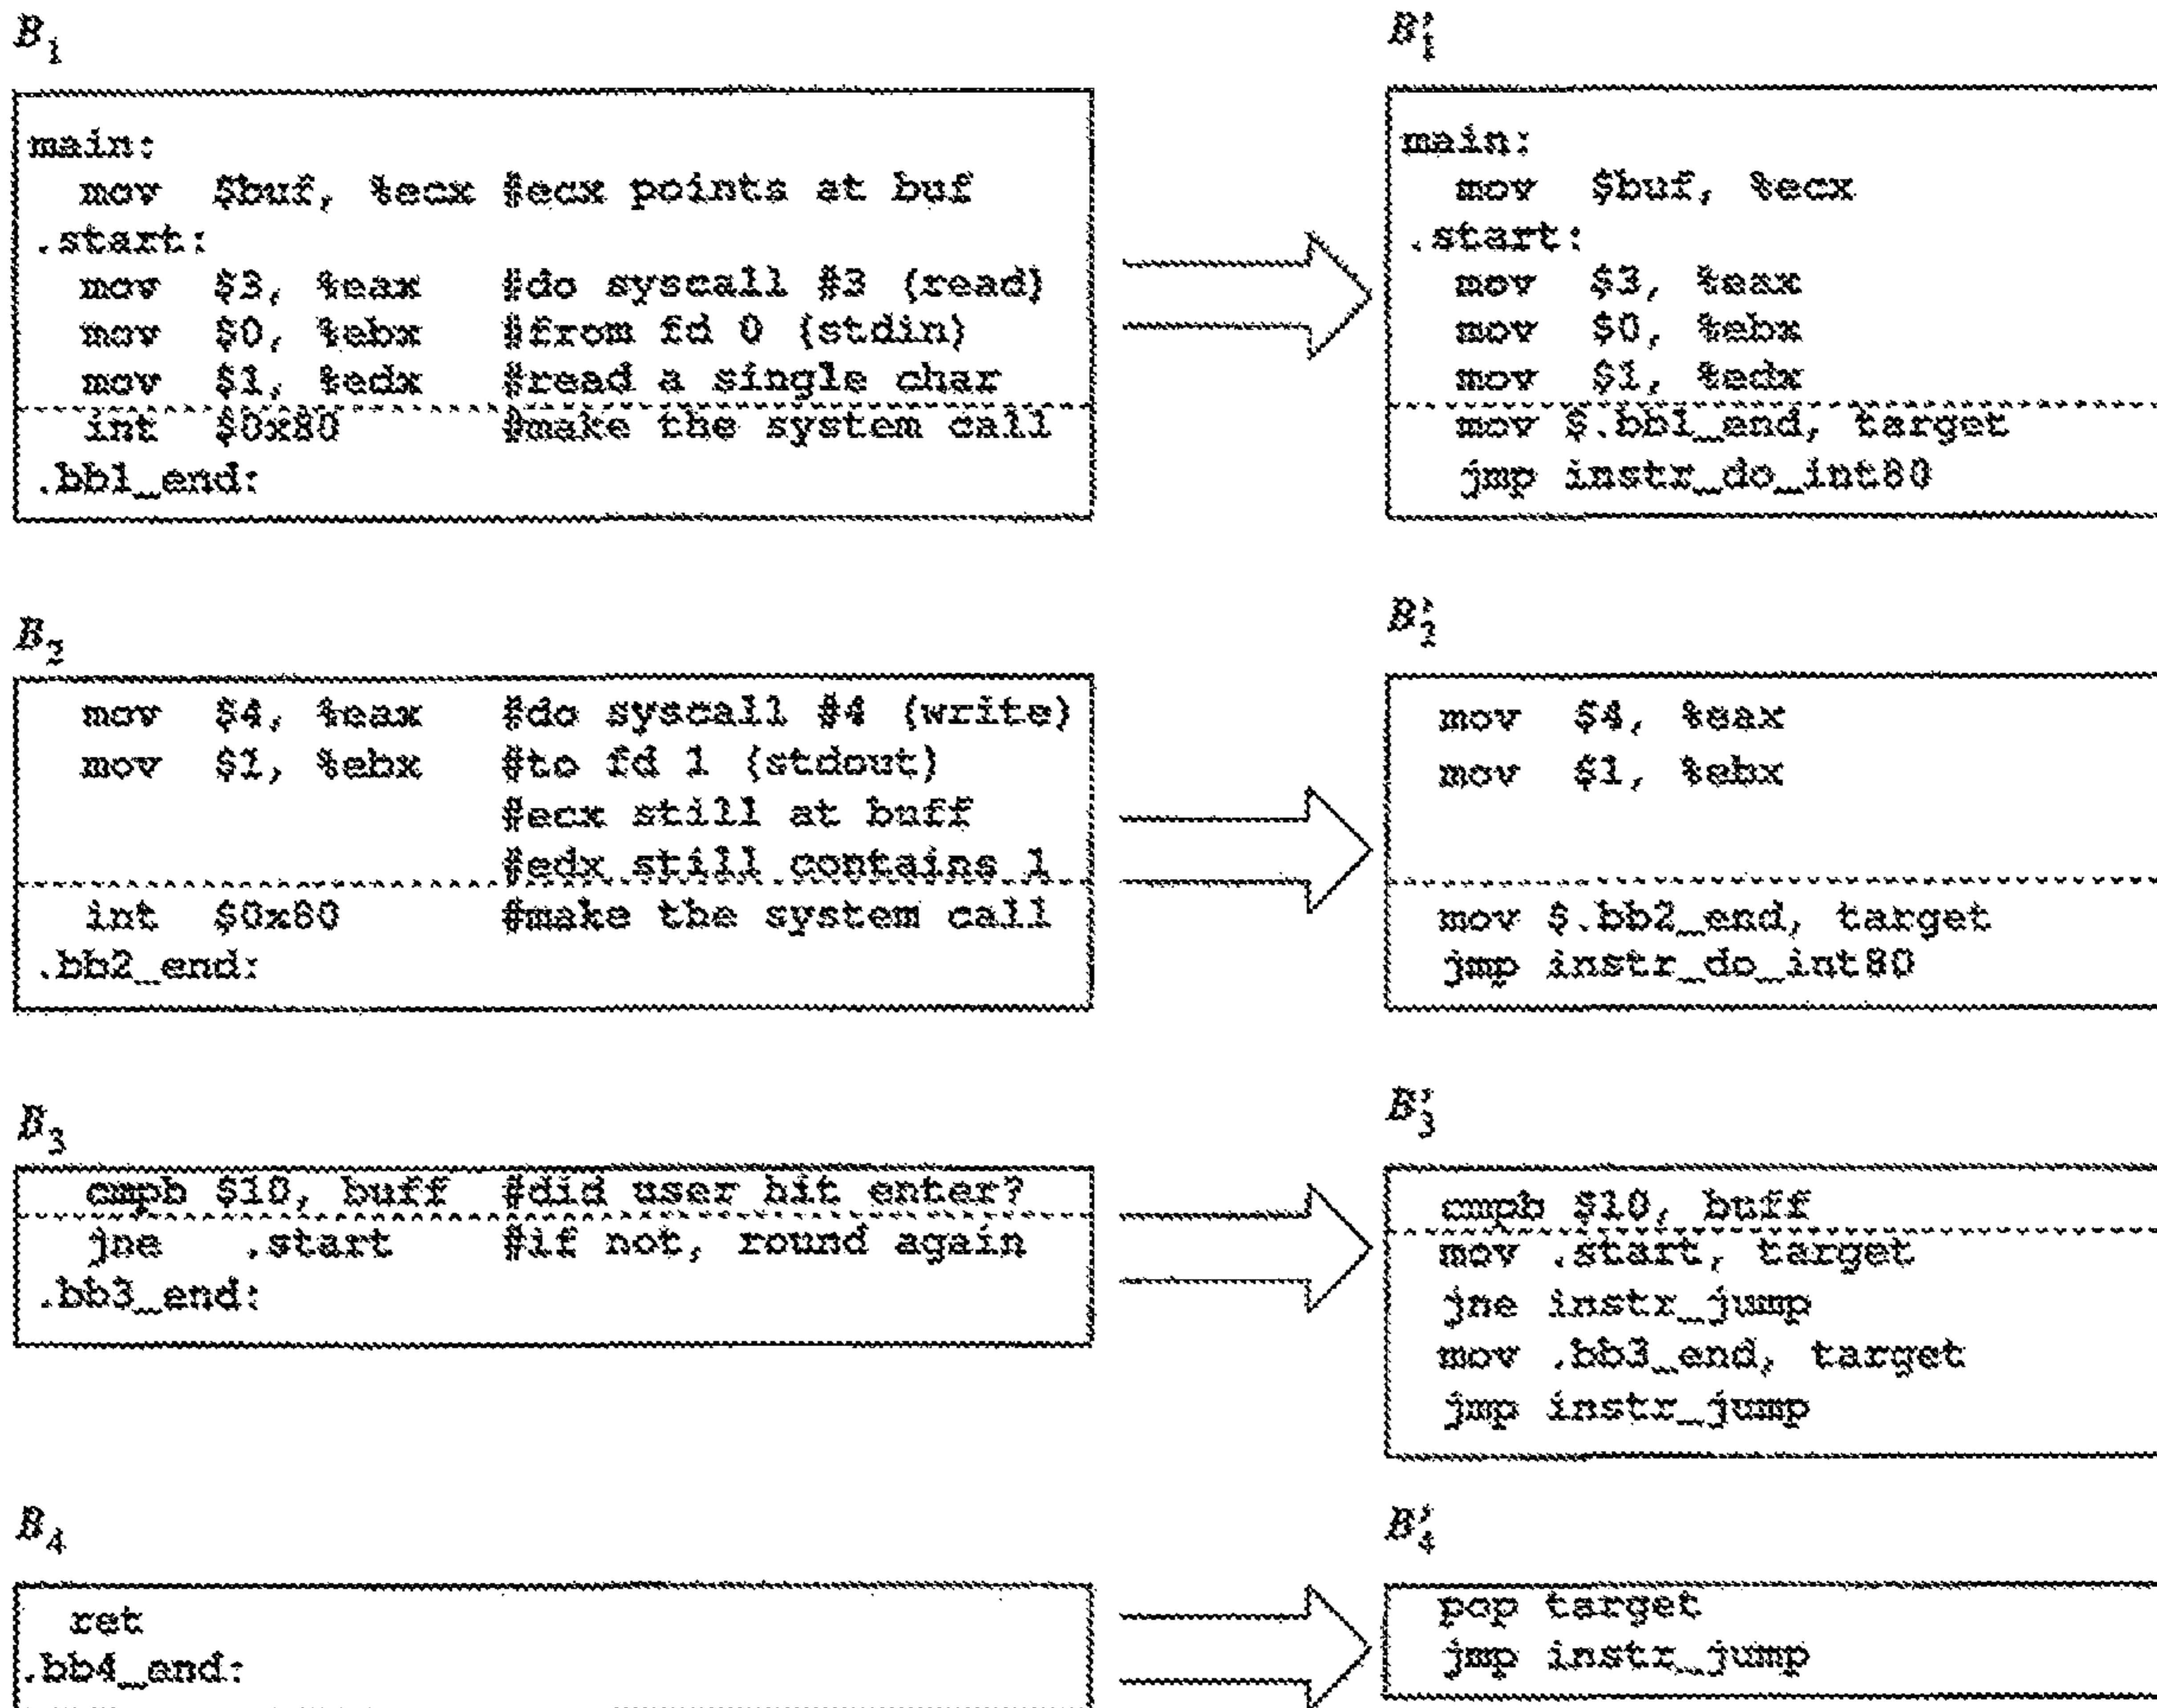 B1
main:
mov $buf, %ecx #ecx points at buf
.start:
mov $3, %eax #do syscall #3 (read)
mov $0, %ebx #from fd 0 (stdin)
mov $1, %edx #read a single char
int $0x80 #make the system call
.bb1_end:
B'1
main:
mov $buf, %ecx
.start:
mov $3, %eax
mov $0, %ebx
mov $1, %edx
mov $.bb1_end, target
jmp instr_do_int80
B2
mov $4, %eax #do syscall #4 (write)
mov $1, %ebx #to fd 1 (stdout)
#ecx still at buff
#edx still contains 1
int $0x80 #make the system call
.bb2_end:
B'2
mov $4, %eax
mov $1, %ebx
mov $.bb2_end, target
jmp instr_do_int80
B3
cmpb $10, buff #did user hit enter?
jne .start #if not, round again
.bb3_end:
B'3
cmpb $10, buff
mov .start, target
jne instr_jump
mov .bb3_end, target
jmp instr_jump
B4
ret
.bb4_end:
B'4
pop target
jmp instr_jump